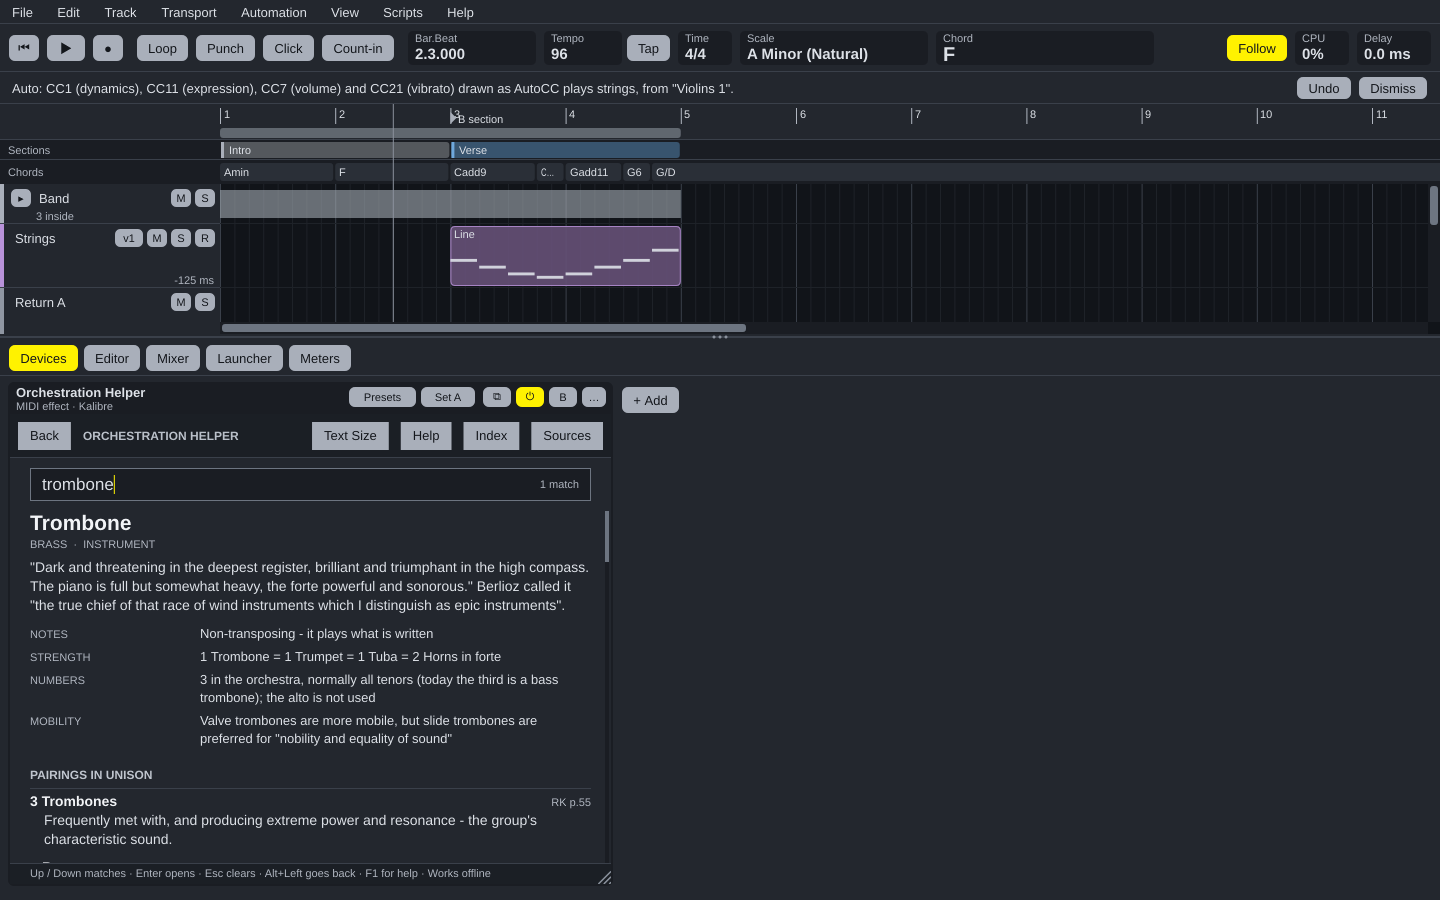 File Edit Track Transport Automation View Scripts Help
Loop Punch Click Count-in Bar.Beat 2.3.000 Tempo 96 Tap Time 4/4 Scale A Minor (Natural) Chord F Follow CPU 0% Delay 0.0 ms
Auto: CC1 (dynamics), CC11 (expression), CC7 (volume) and CC21 (vibrato) drawn as AutoCC plays strings, from "Violins 1". Undo Dismiss
1 2 3 B section 4 5 6 7 8 9 10 11
Sections Intro Verse
Chords Amin F Cadd9 C... Gadd11 G6 G/D
Band M S
3 inside
Strings v1 M S R Line
-125 ms
Return A M S
Devices Editor Mixer Launcher Meters
Orchestration Helper Presets Set A B ...
MIDI effect · Kalibre
+ Add
Back ORCHESTRATION HELPER Text Size Help Index Sources
trombone 1 match
Trombone
BRASS · INSTRUMENT
"Dark and threatening in the deepest register, brilliant and triumphant in the high compass.
The piano is full but somewhat heavy, the forte powerful and sonorous." Berlioz called it
"the true chief of that race of wind instruments which I distinguish as epic instruments".
NOTES Non-transposing - it plays what is written
STRENGTH 1 Trombone = 1 Trumpet = 1 Tuba = 2 Horns in forte
NUMBERS 3 in the orchestra, normally all tenors (today the third is a bass
trombone); the alto is not used
MOBILITY Valve trombones are more mobile, but slide trombones are
preferred for "nobility and equality of sound"
PAIRINGS IN UNISON
3 Trombones RK p.55
Frequently met with, and producing extreme power and resonance - the group's
characteristic sound.
Up / Down matches · Enter opens · Esc clears · Alt+Left goes back · F1 for help · Works offline